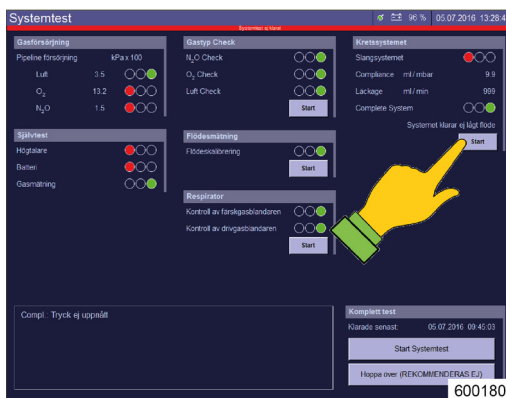 Systemtest
96 %
05.07.2016 13:28:4
Systemtest ej klarat
Gasförsörjning
Pipeline försörjning kPa x 100
Luft 3.5
O2 13.2
N2O 1.5
Självtest
Högtalare
Batteri
Gasmätning
Gastyp Check
N2O Check
O2 Check
Luft Check
Start
Flödesmätning
Flödeskalibrering
Start
Respirator
Kontroll av färskgasblandaren
Kontroll av drivgasblandaren
Start
Kretssystemet
Slangsystemet
Compliance ml / mbar 9.9
Läckage ml / min 999
Complete System
Systemet klarar ej lågt flöde
Start
Compl.: Tryck ej uppnått
Komplett test
Klarade senast: 05.07.2016 09:45:03
Start Systemtest
Hoppa över (REKOMMENDERAS EJ)
600180